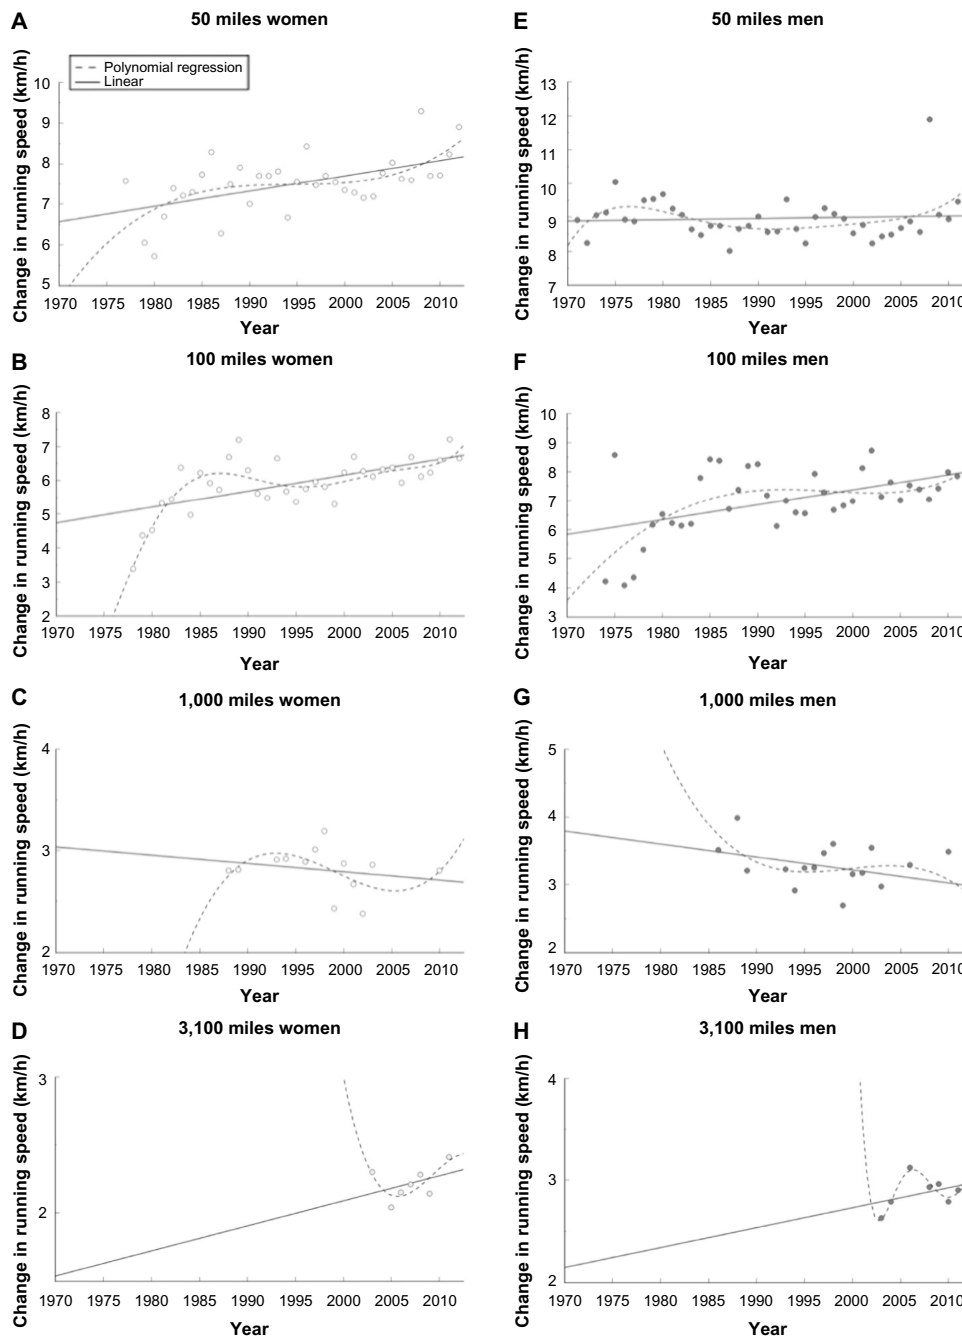 A 50 miles women
Change in running speed (km/h)
Polynomial regression
Linear
10
9
8
7
6
5
1970 1975 1980 1985 1990 1995 2000 2005 2010
Year
E 50 miles men
Change in running speed (km/h)
13
12
11
10
9
8
7
1970 1975 1980 1985 1990 1995 2000 2005 2010
Year
B 100 miles women
Change in running speed (km/h)
8
7
6
5
4
3
2
1970 1975 1980 1985 1990 1995 2000 2005 2010
Year
F 100 miles men
Change in running speed (km/h)
10
9
8
7
6
5
4
3
1970 1975 1980 1985 1990 1995 2000 2005 2010
Year
C 1,000 miles women
Change in running speed (km/h)
4
3
2
1970 1975 1980 1985 1990 1995 2000 2005 2010
Year
G 1,000 miles men
Change in running speed (km/h)
5
4
3
2
1970 1975 1980 1985 1990 1995 2000 2005 2010
Year
D 3,100 miles women
Change in running speed (km/h)
3
2
1970 1975 1980 1985 1990 1995 2000 2005 2010
Year
H 3,100 miles men
Change in running speed (km/h)
4
3
2
1970 1975 1980 1985 1990 1995 2000 2005 2010
Year